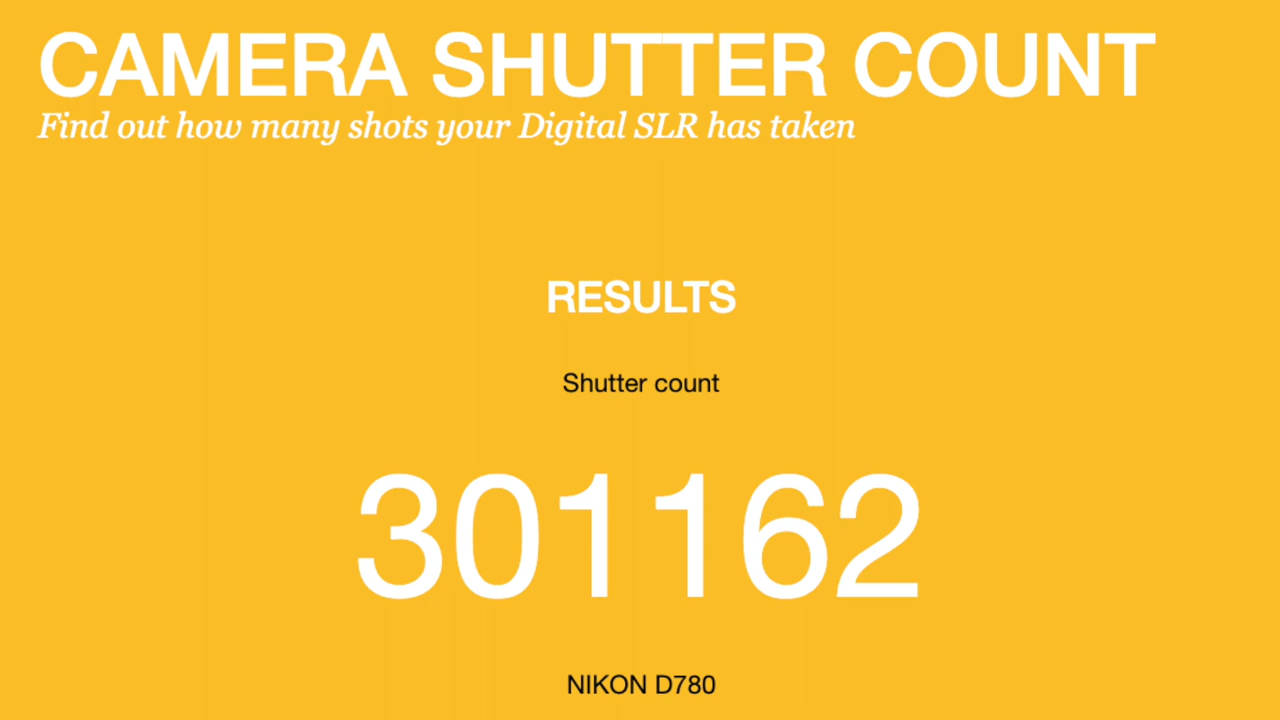 CAMERA SHUTTER COUNT
Find out how many shots your Digital SLR has taken
RESULTS
Shutter count
301162
NIKON D780